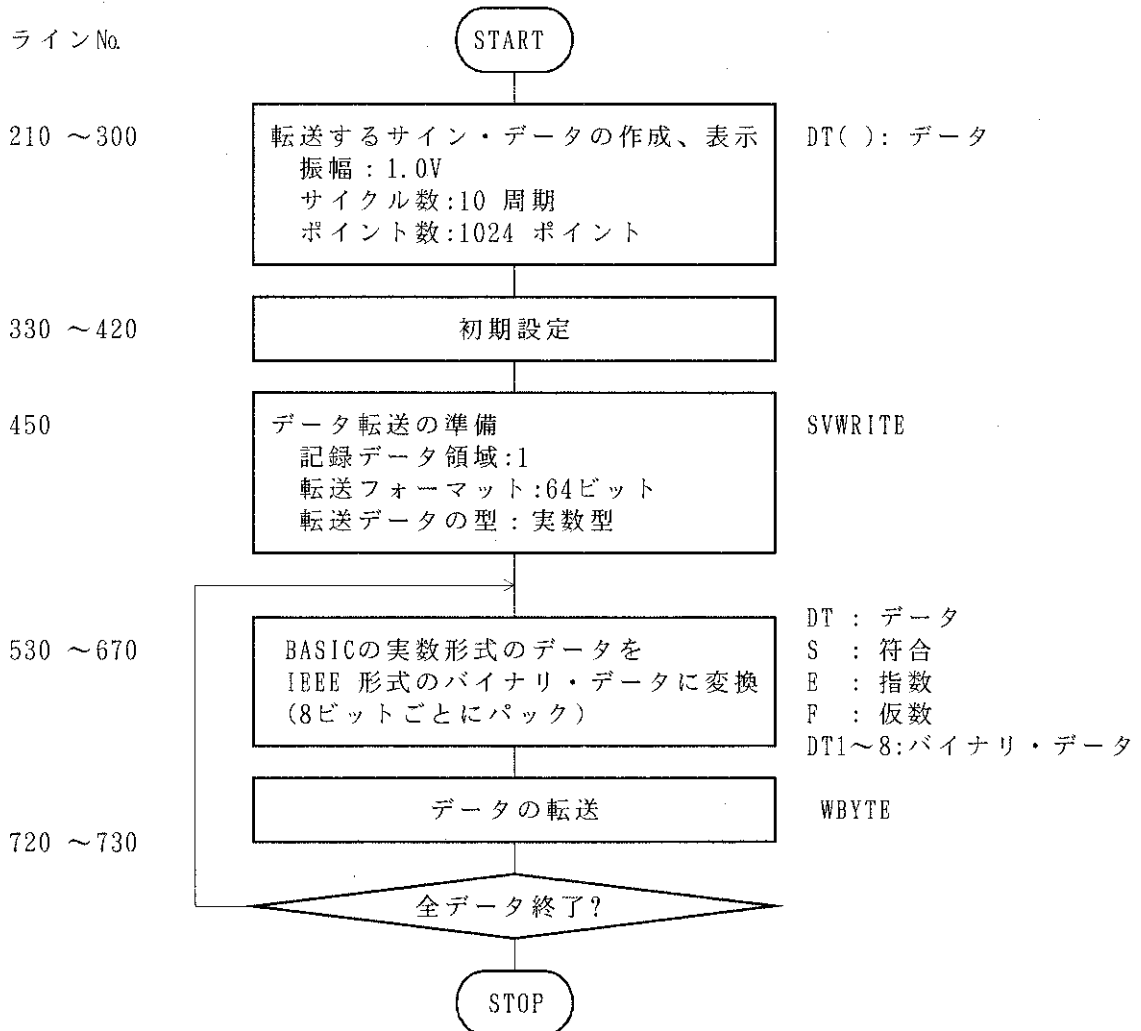 ラインNo.
START
210 ～300
転送するサイン・データの作成、表示
振幅：1.0V
サイクル数:10 周期
ポイント数:1024 ポイント
DT( ): データ
330 ～420
初期設定
450
データ転送の準備
記録データ領域:1
転送フォーマット:64ビット
転送データの型：実数型
SVWRITE
530 ～670
BASICの実数形式のデータを
IEEE 形式のバイナリ・データに変換
(8ビットごとにパック)
DT : データ
S : 符合
E : 指数
F : 仮数
DT1～8:バイナリ・データ
データの転送
WBYTE
720 ～730
全データ終了?
STOP